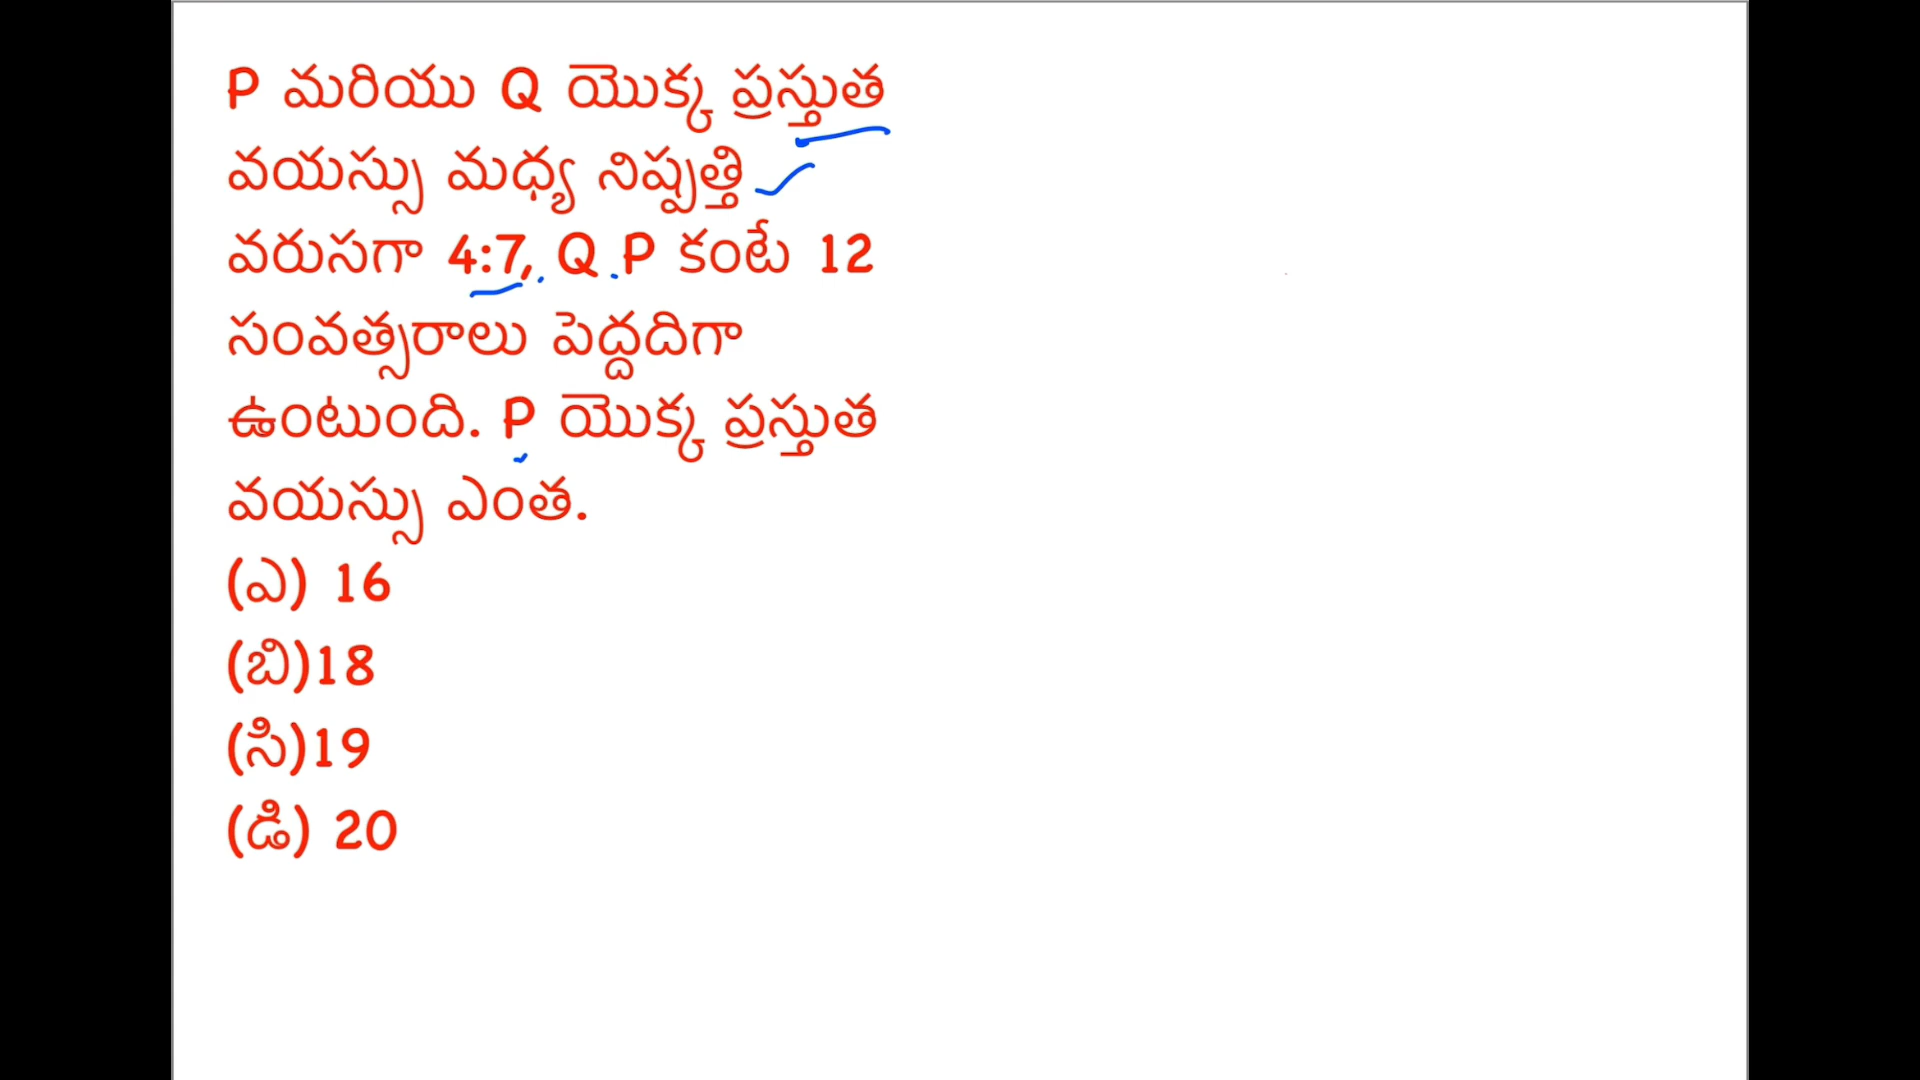 P మరియు Q యొక్క ప్రస్తుత
వయస్సు మధ్య నిష్పత్తి
వరుసగా 4:7, Q P కంటే 12
సంవత్సరాలు పెద్దదిగా
ఉంటుంది. P యొక్క ప్రస్తుత
వయస్సు ఎంత.
(ఎ) 16
(బి)18
(సి)19
(డి) 20